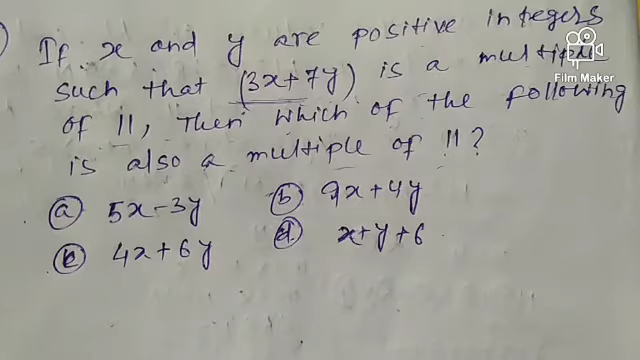 If x and y are positive integers
such that (3x+7y) is a multiple
of 11, Then which of the following
is also a multiple of 11?
(a) 5x-3y (b) 9x+4y
(c) 4x+6y (d) x+y+6
Film Maker